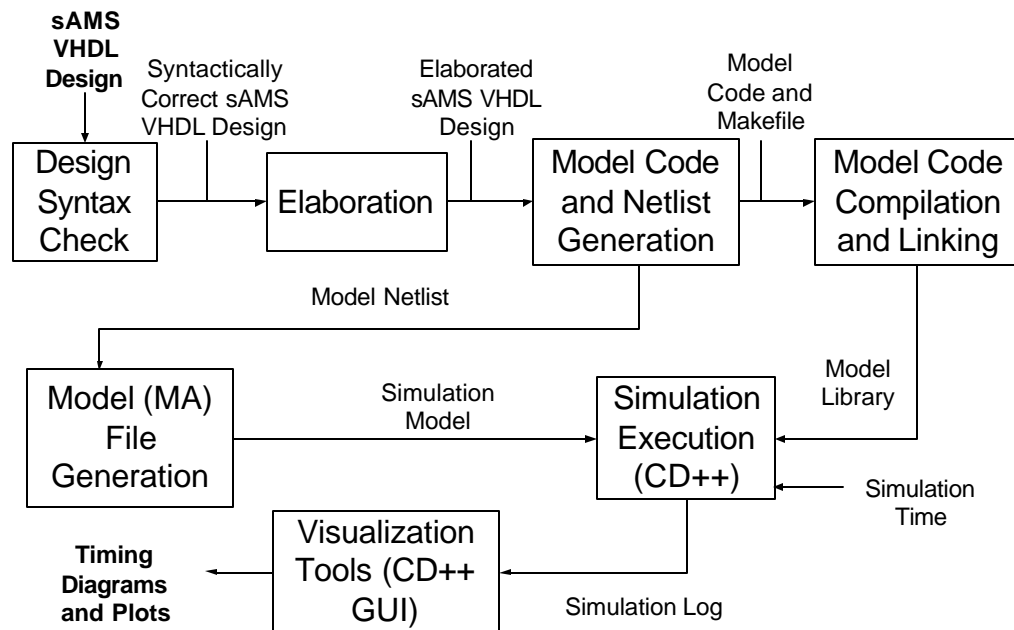 sAMS
VHDL
Design
Syntactically
Correct sAMS
VHDL Design
Elaborated
sAMS VHDL
Design
Model
Code and
Makefile
Design
Syntax
Check
Elaboration
Model Code
and Netlist
Generation
Model Code
Compilation
and Linking
Model Netlist
Model (MA)
File
Generation
Simulation
Model
Simulation
Execution
(CD++)
Model
Library
Simulation
Time
Visualization
Tools (CD++
GUI)
Timing
Diagrams
and Plots
Simulation Log